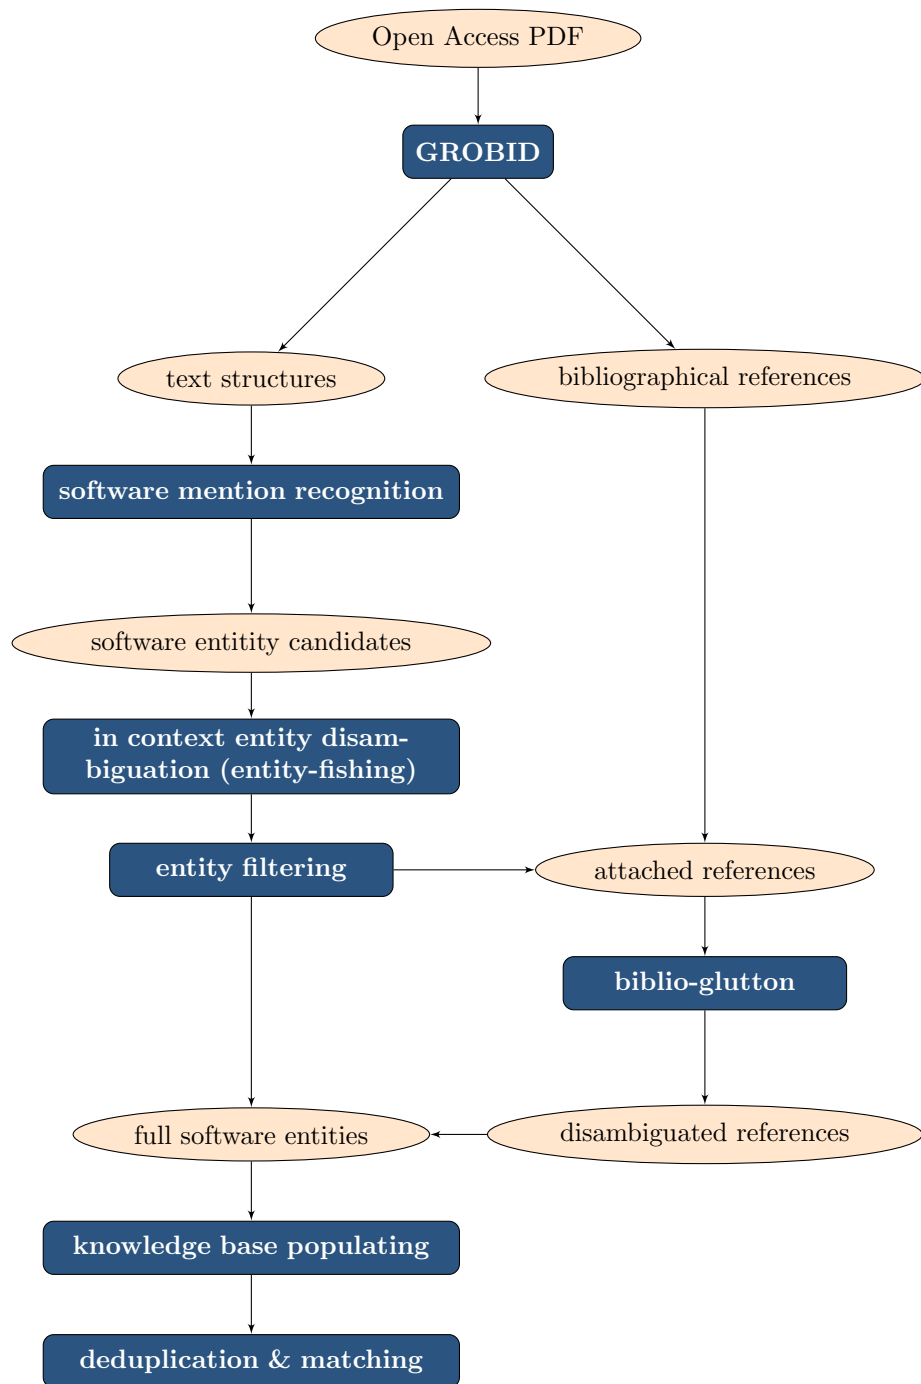 Open Access PDF
GROBID
text structures
bibliographical references
software mention recognition
software entitity candidates
in context entity disam-
biguation (entity-fishing)
entity filtering
attached references
biblio-glutton
full software entities
disambiguated references
knowledge base populating
deduplication & matching